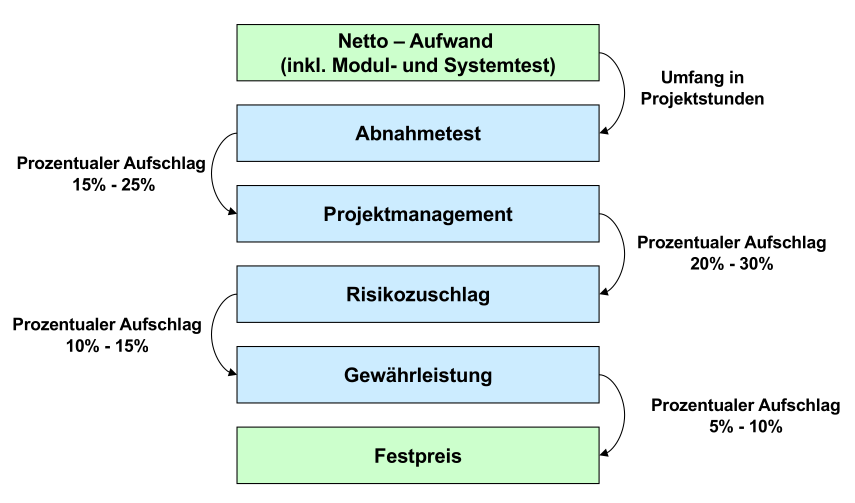 Netto – Aufwand
(inkl. Modul- und Systemtest)
Umfang in
Projektstunden
Abnahmetest
Prozentualer Aufschlag
15% - 25%
Projektmanagement
Prozentualer Aufschlag
20% - 30%
Risikozuschlag
Prozentualer Aufschlag
10% - 15%
Gewährleistung
Prozentualer Aufschlag
5% - 10%
Festpreis